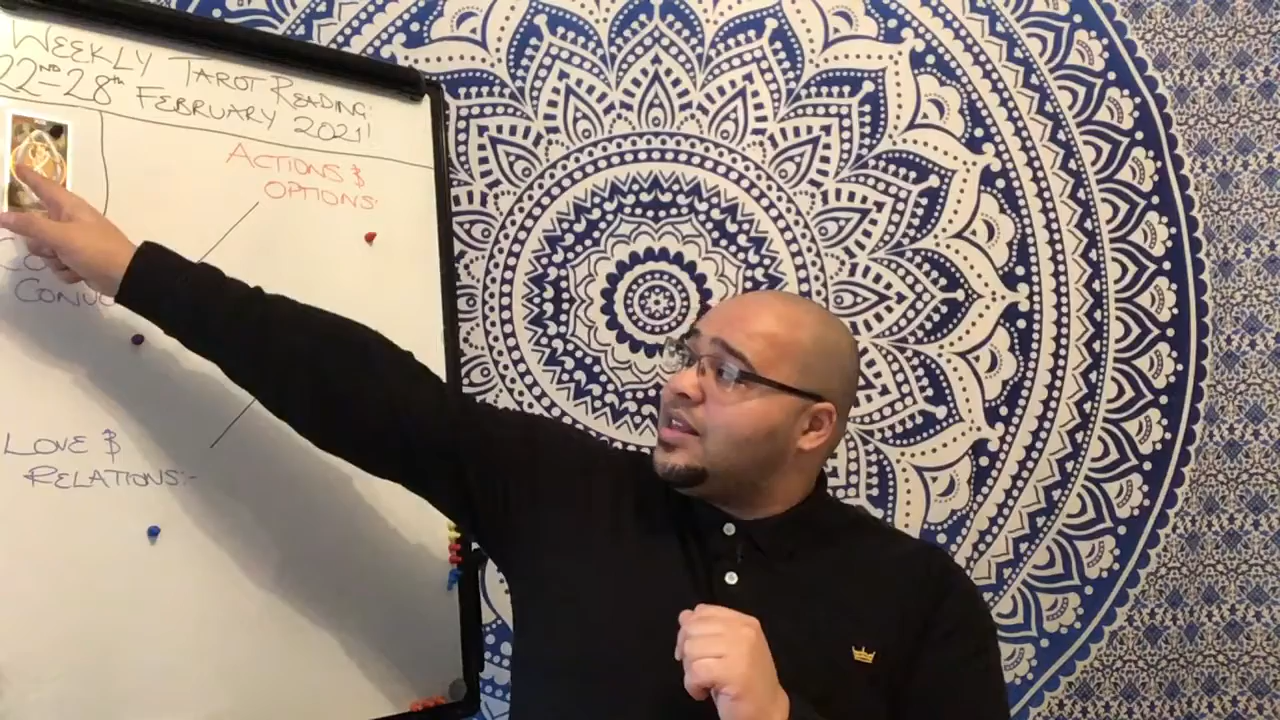 WEEKLY TAROT READING:
22ND-28TH FEBRUARY 2021!
ACTIONS &
OPTIONS:
LOVE &
RELATIONS:-